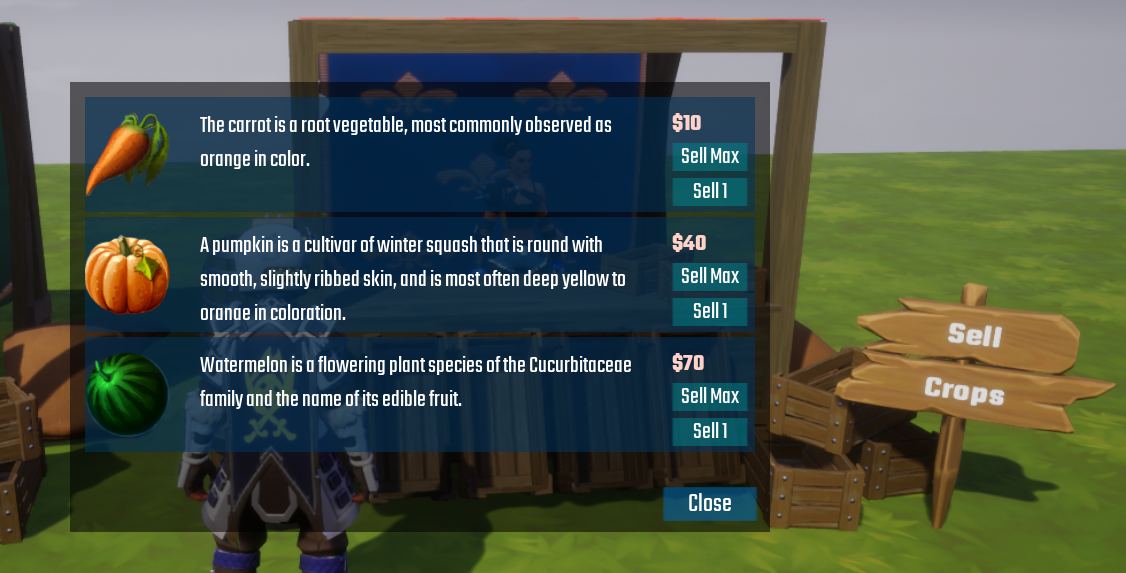 The carrot is a root vegetable, most commonly observed as
orange in color.
$10
Sell Max
Sell 1
A pumpkin is a cultivar of winter squash that is round with
smooth, slightly ribbed skin, and is most often deep yellow to
orange in coloration.
$40
Sell Max
Sell 1
Watermelon is a flowering plant species of the Cucurbitaceae
family and the name of its edible fruit.
$70
Sell Max
Sell 1
Close
Sell
Crops